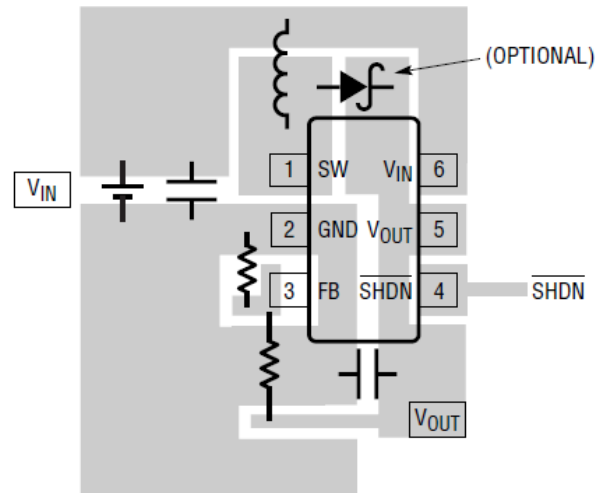 (OPTIONAL)
VIN
1 SW VIN 6
2 GND VOUT 5
3 FB SHDN 4 SHDN
VOUT